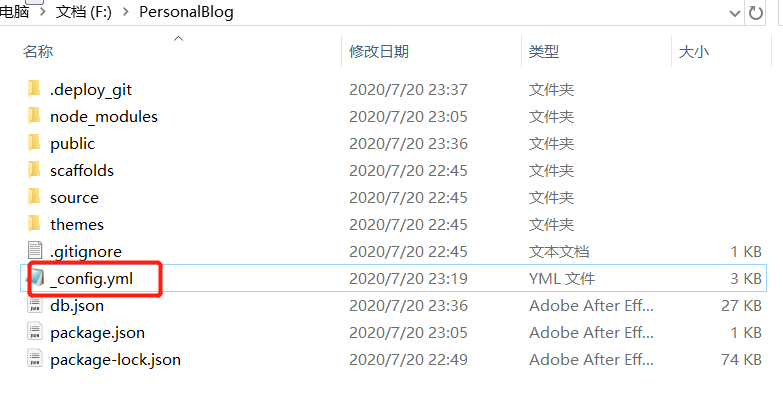 电脑 > 文档 (F:) > PersonalBlog
名称 修改日期 类型 大小
.deploy_git 2020/7/20 23:37 文件夹
node_modules 2020/7/20 23:05 文件夹
public 2020/7/20 23:36 文件夹
scaffolds 2020/7/20 22:45 文件夹
source 2020/7/20 22:45 文件夹
themes 2020/7/20 22:45 文件夹
.gitignore 2020/7/20 22:45 文本文档 1 KB
_config.yml 2020/7/20 23:19 YML 文件 3 KB
db.json 2020/7/20 23:36 Adobe After Eff... 27 KB
package.json 2020/7/20 23:05 Adobe After Eff... 1 KB
package-lock.json 2020/7/20 22:49 Adobe After Eff... 74 KB